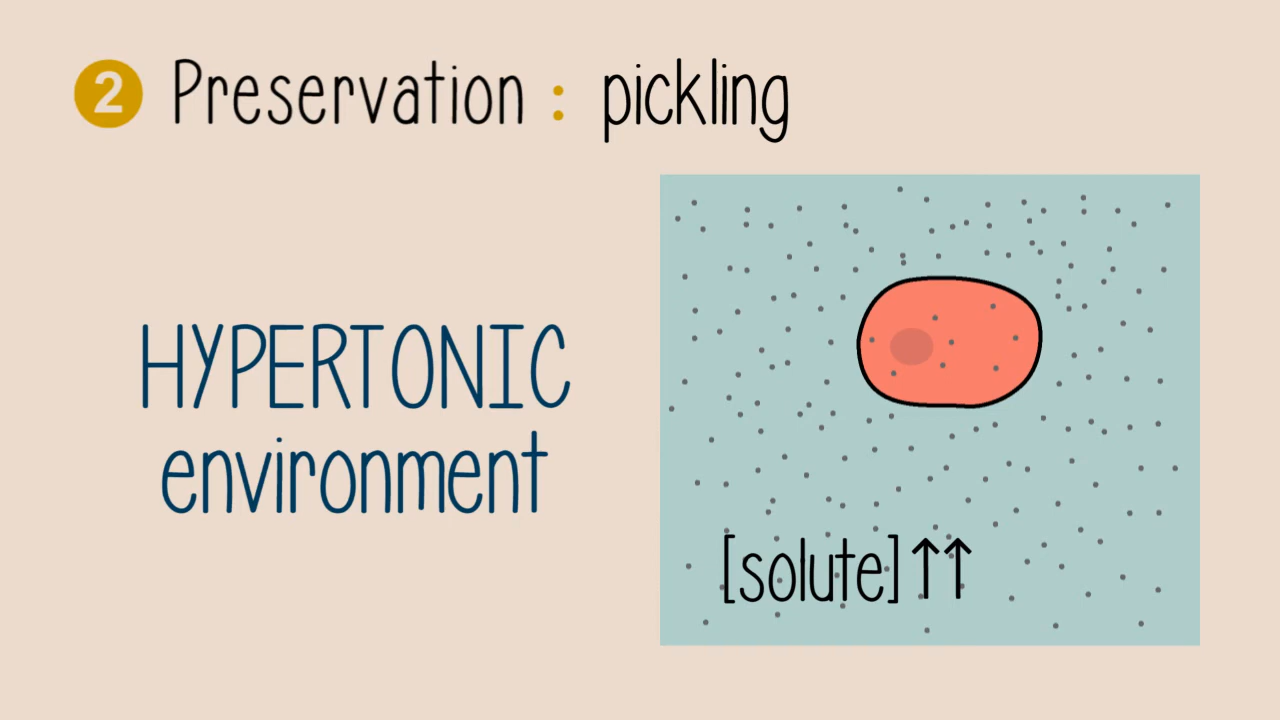 2 Preservation : pickling
HYPERTONIC
environment
[solute]↑↑